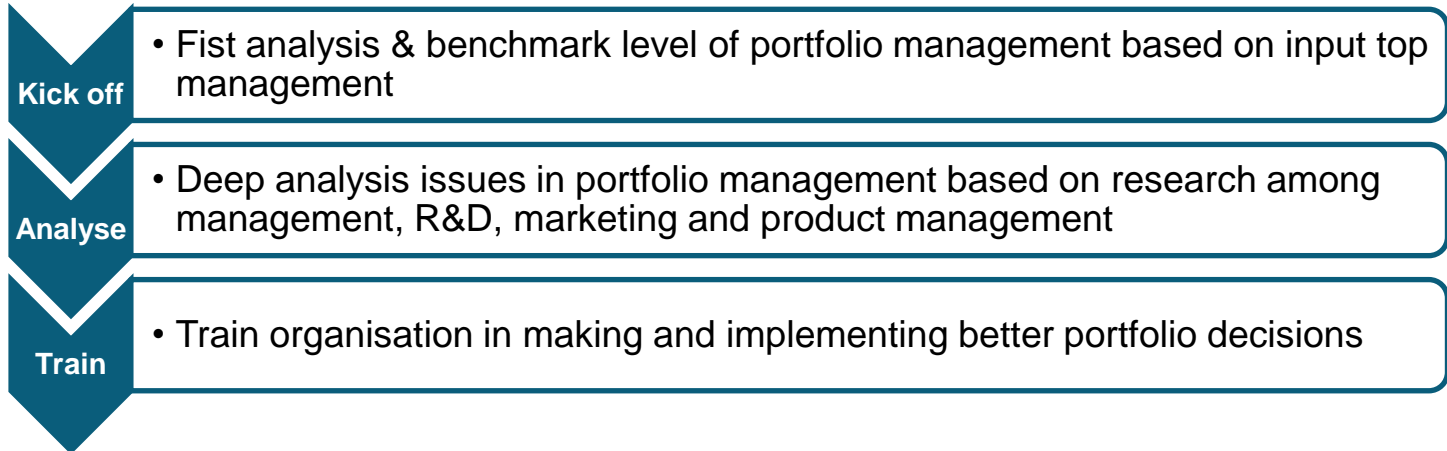 Kick off
• Fist analysis & benchmark level of portfolio management based on input top
management
Analyse
• Deep analysis issues in portfolio management based on research among
management, R&D, marketing and product management
Train
• Train organisation in making and implementing better portfolio decisions